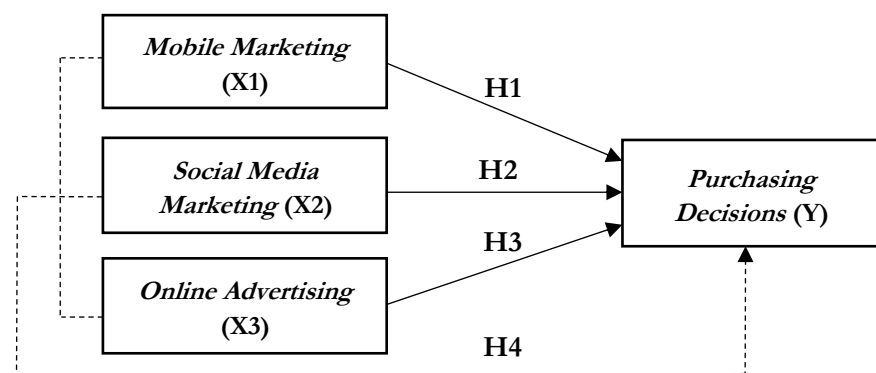 Mobile Marketing
(X1)
H1
Social Media
Marketing (X2)
H2
Purchasing
Decisions (Y)
H3
Online Advertising
(X3)
H4